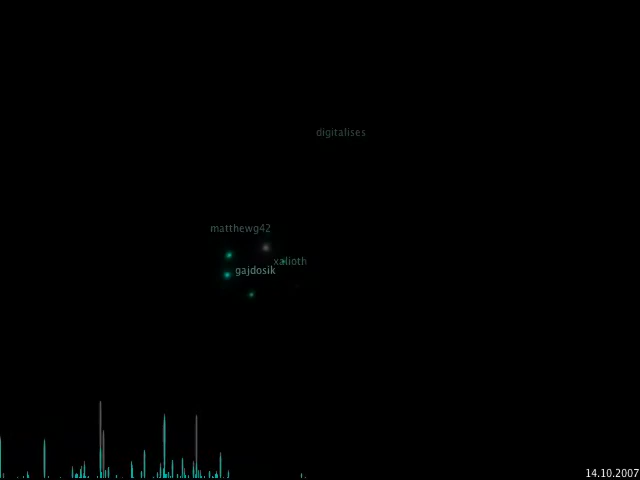 digitalises
matthewg42
xalioth
gajdosik
14.10.2007